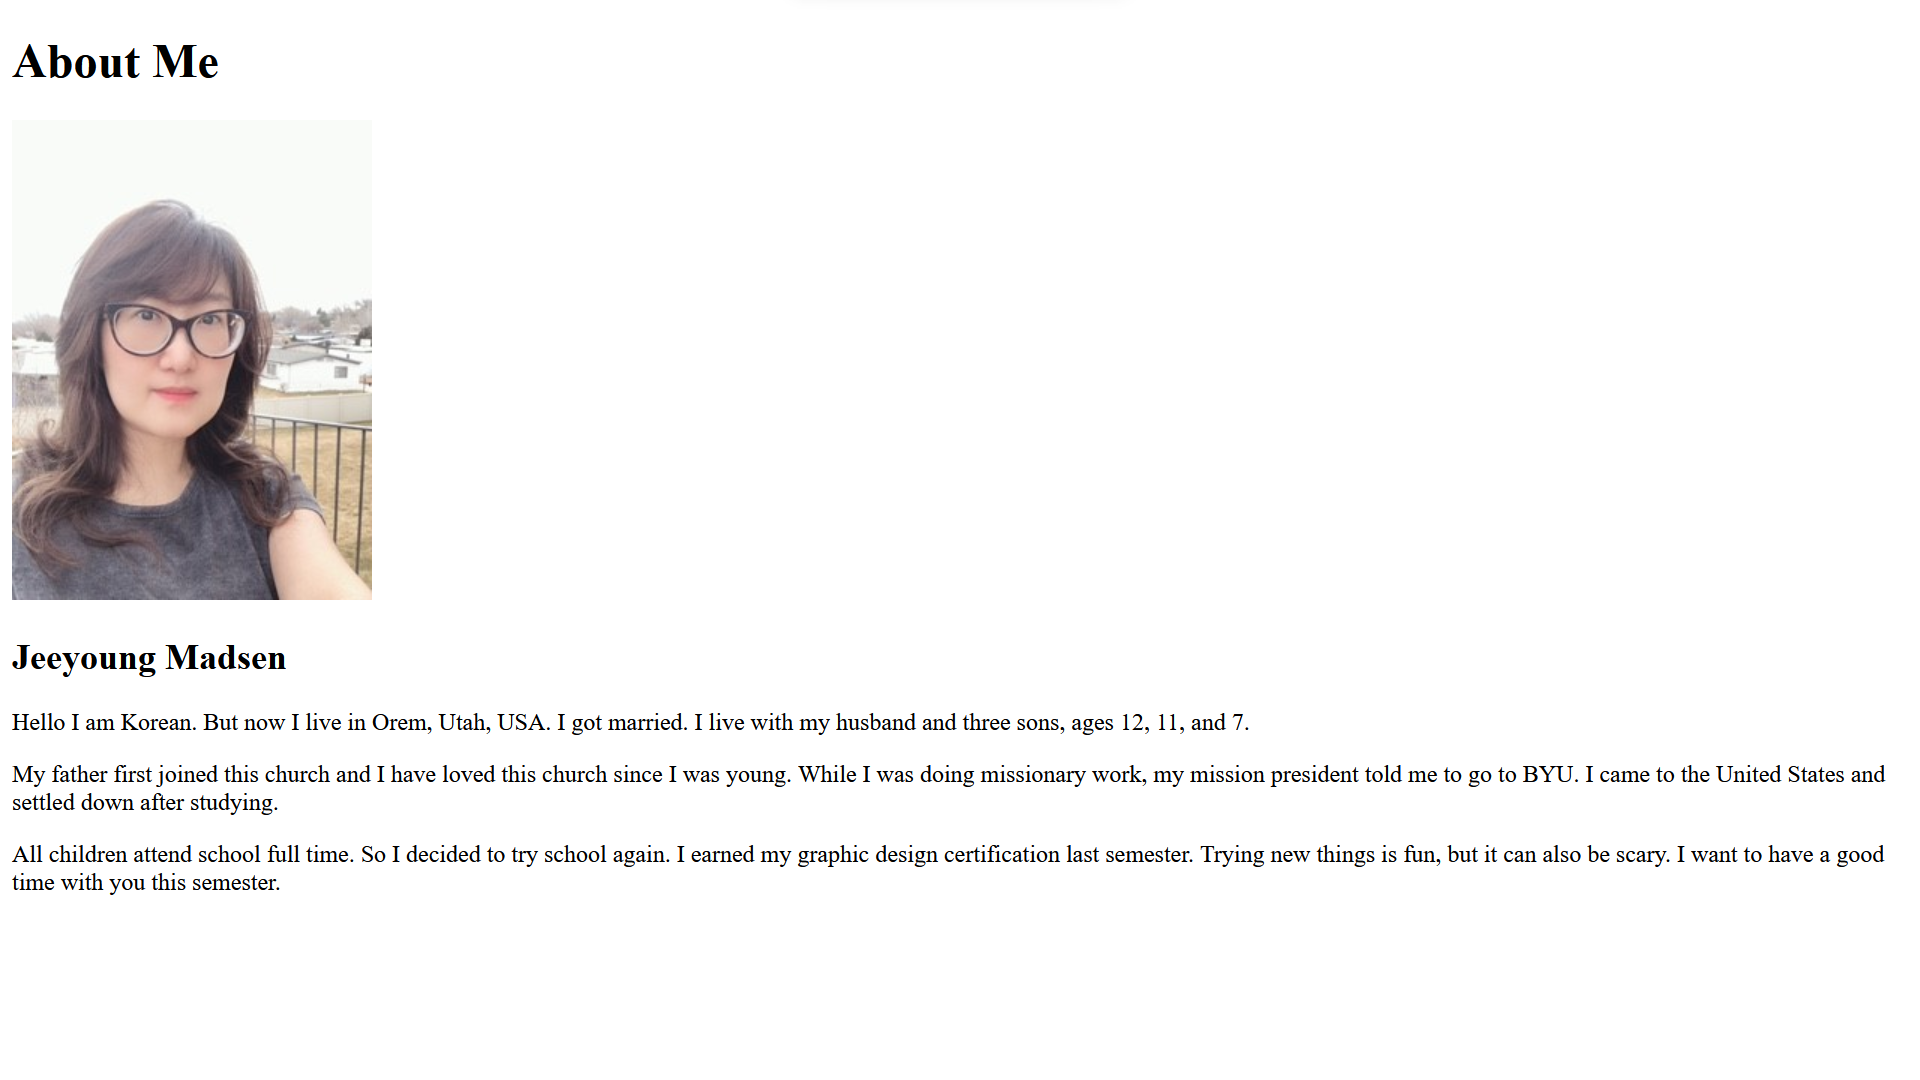 About Me
Jeeyoung Madsen
Hello I am Korean. But now I live in Orem, Utah, USA. I got married. I live with my husband and three sons, ages 12, 11, and 7.
My father first joined this church and I have loved this church since I was young. While I was doing missionary work, my mission president told me to go to BYU. I came to the United States and
settled down after studying.
All children attend school full time. So I decided to try school again. I earned my graphic design certification last semester. Trying new things is fun, but it can also be scary. I want to have a good
time with you this semester.